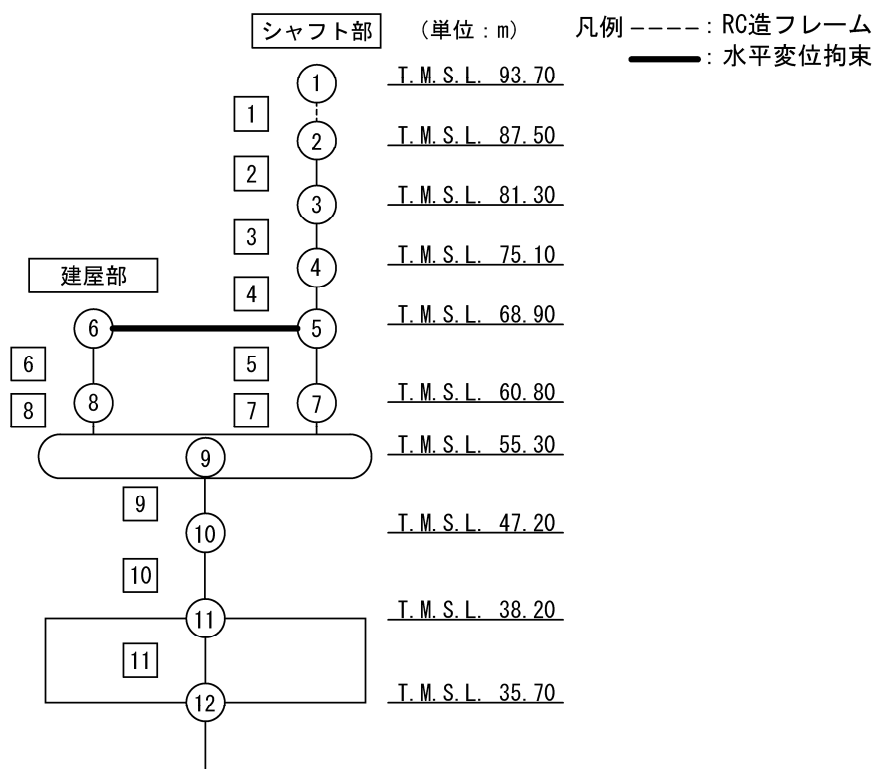 シャフト部 (単位:m) 凡例 ----: RC造フレーム
: 水平変位拘束
1 T.M.S.L. 93.70
1
2 T.M.S.L. 87.50
2
3 T.M.S.L. 81.30
3
4 T.M.S.L. 75.10
建屋部
4
6 5 T.M.S.L. 68.90
6 5
8 7 T.M.S.L. 60.80
8 7
9 T.M.S.L. 55.30
9
10 T.M.S.L. 47.20
10
11 T.M.S.L. 38.20
11
12 T.M.S.L. 35.70